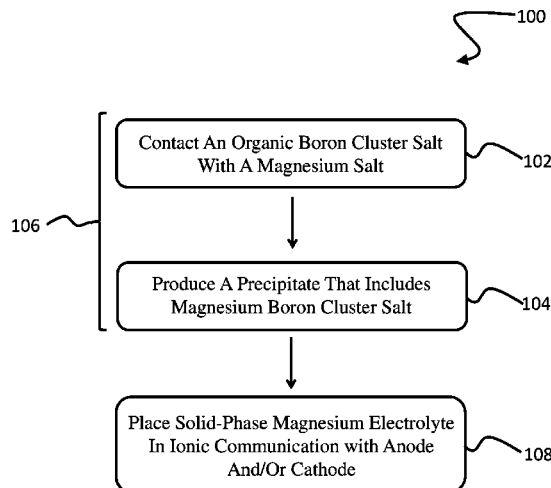 100
Contact An Organic Boron Cluster Salt
With A Magnesium Salt
102
106
Produce A Precipitate That Includes
Magnesium Boron Cluster Salt
104
Place Solid-Phase Magnesium Electrolyte
In Ionic Communication with Anode
And/Or Cathode
108